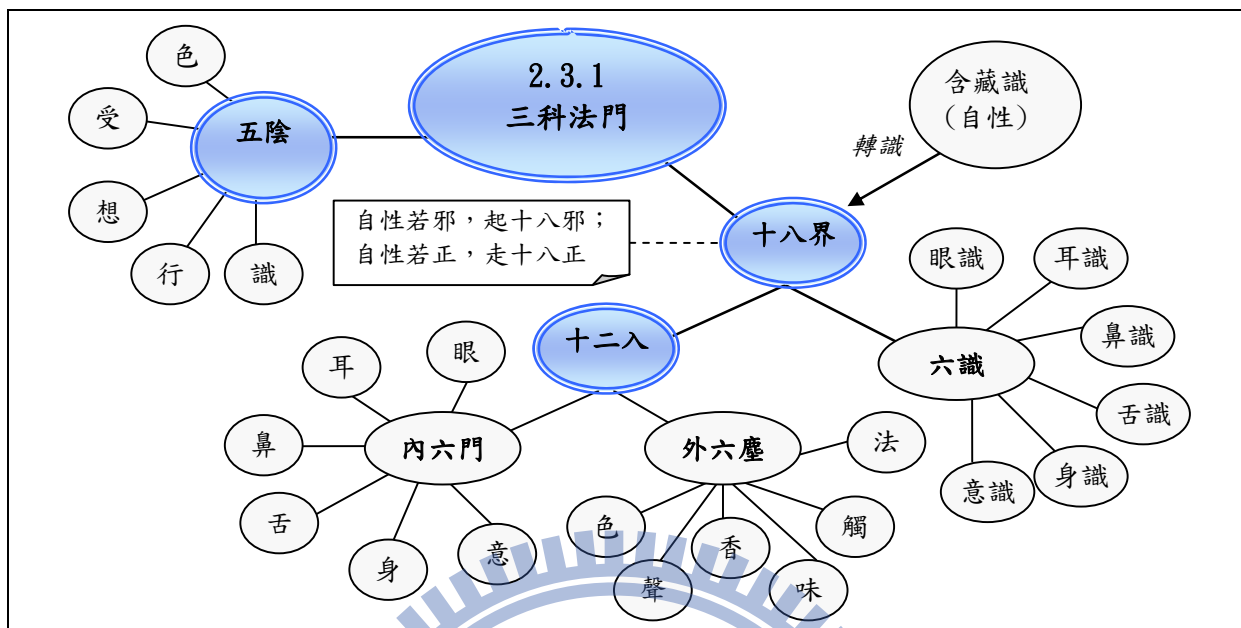 2.3.1
三科法門
五陰
色
受
想
行
識
含藏識
(自性)
轉識
自性若邪，起十八邪；
自性若正，走十八正
十八界
十二入
六識
眼識
耳識
鼻識
舌識
身識
意識
內六門
眼
耳
鼻
舌
身
意
外六塵
色
聲
香
味
觸
法